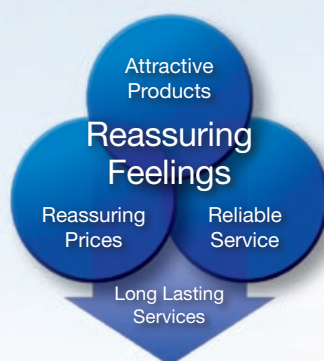 Attractive
Products
Reassuring
Feelings
Reassuring
Prices
Reliable
Service
Long Lasting
Services